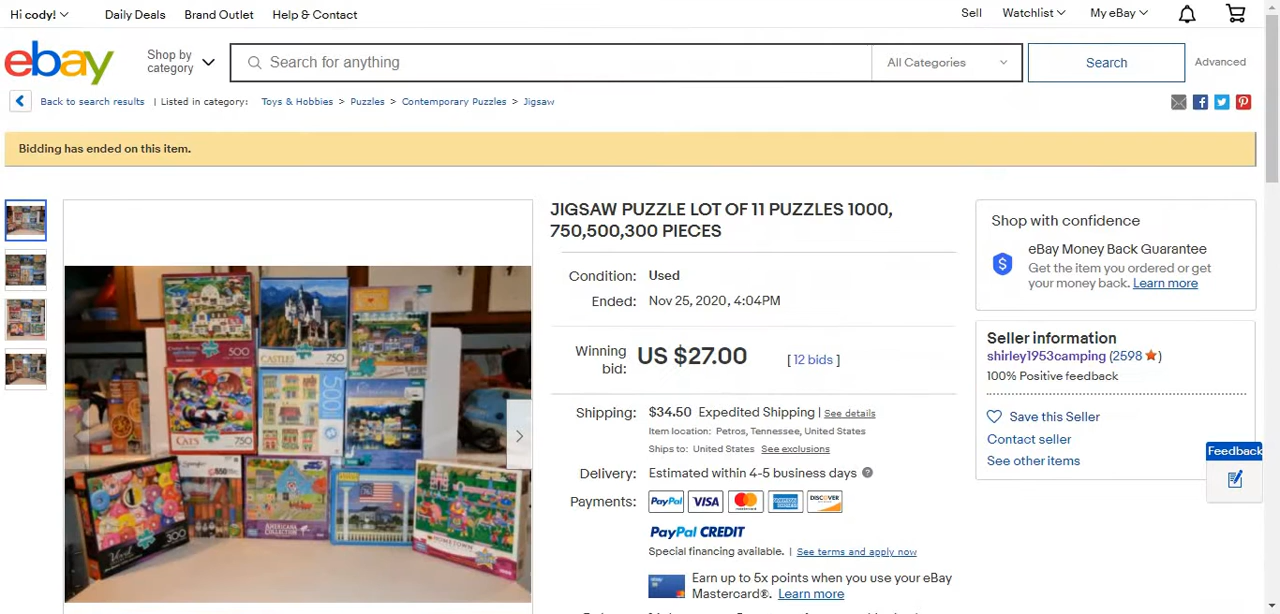 Hi cody!
Daily Deals
Brand Outlet
Help & Contact
Sell
Watchlist
My eBay
ebay
Shop by
category
Search for anything
All Categories
Search
Advanced
Back to search results | Listed in category: Toys & Hobbies > Puzzles > Contemporary Puzzles > Jigsaw
Bidding has ended on this item.
JIGSAW PUZZLE LOT OF 11 PUZZLES 1000,
750,500,300 PIECES
Condition: Used
Ended: Nov 25, 2020, 4:04PM
Winning
bid:
US $27.00
[ 12 bids ]
Shipping: $34.50 Expedited Shipping | See details
Item location: Petros, Tennessee, United States
Ships to: United States See exclusions
Delivery: Estimated within 4-5 business days
Payments: PayPal VISA DISCOVER
PayPal CREDIT
Special financing available. | See terms and apply now
Earn up to 5x points when you use your eBay
Mastercard®. Learn more
Shop with confidence
eBay Money Back Guarantee
Get the item you ordered or get
your money back. Learn more
Seller information
shirley1953camping (2598 )
100% Positive feedback
Save this Seller
Contact seller
See other items
Feedback
500
CASTLES
750
CATS
750
500
550
AMERICANA
COLLECTION
300
HOMETOWN